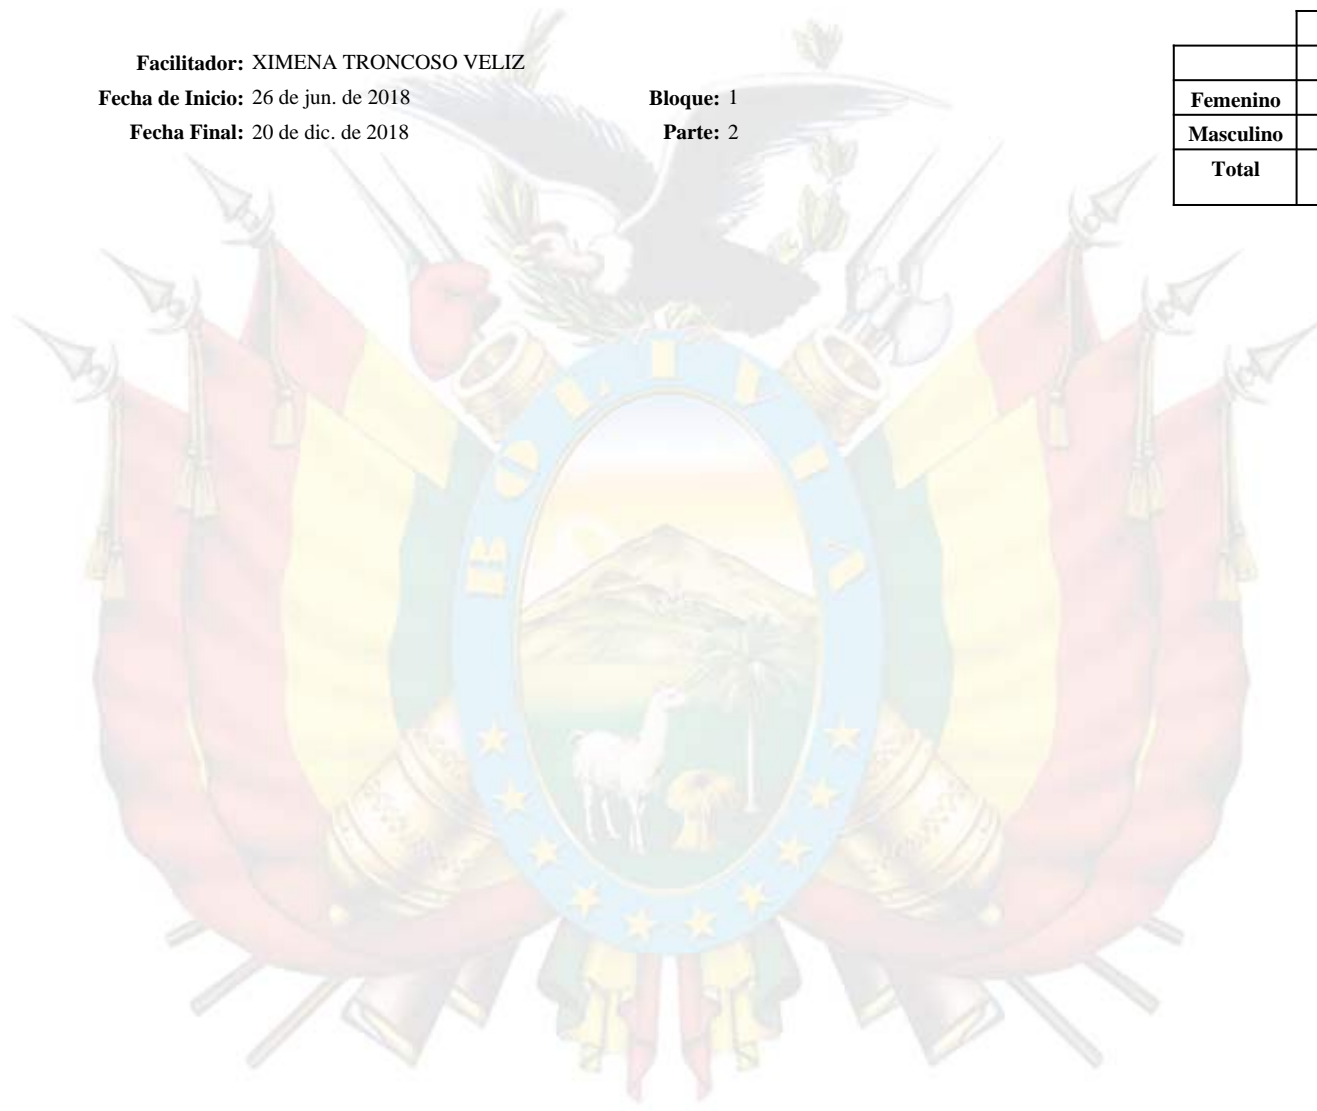 Facilitador: XIMENA TRONCOSO VELIZ
Fecha de Inicio: 26 de jun. de 2018 Bloque: 1
Fecha Final: 20 de dic. de 2018 Parte: 2
Femenino
Masculino
Total
BOLIVIA